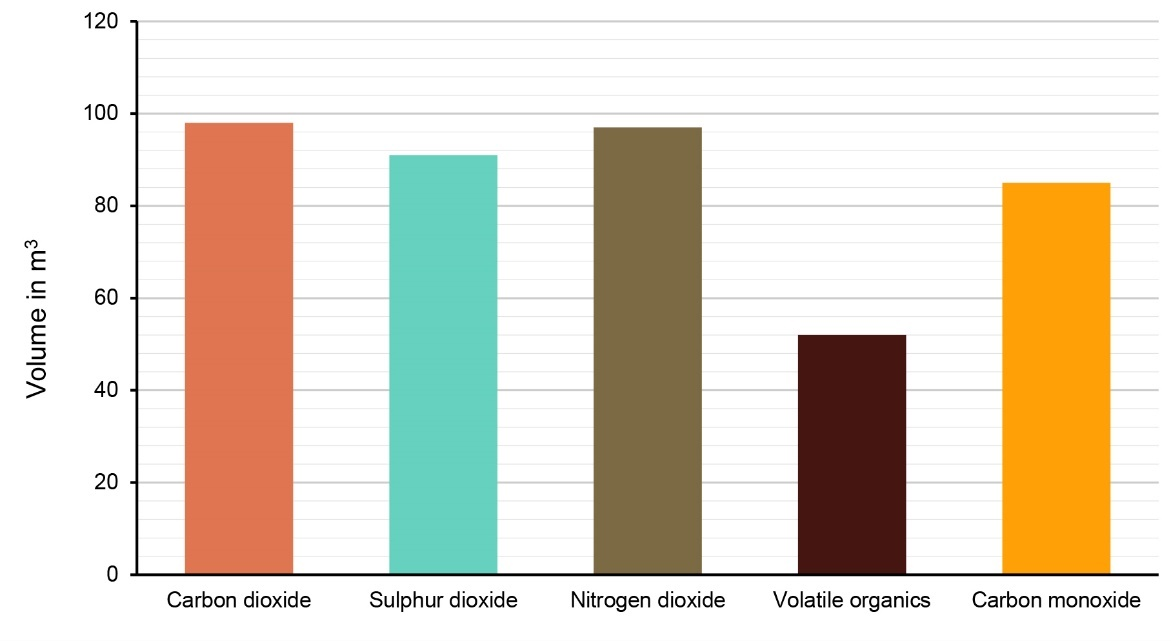 120
100
80
60
40
20
0
Volume in m³
Carbon dioxide
Sulphur dioxide
Nitrogen dioxide
Volatile organics
Carbon monoxide